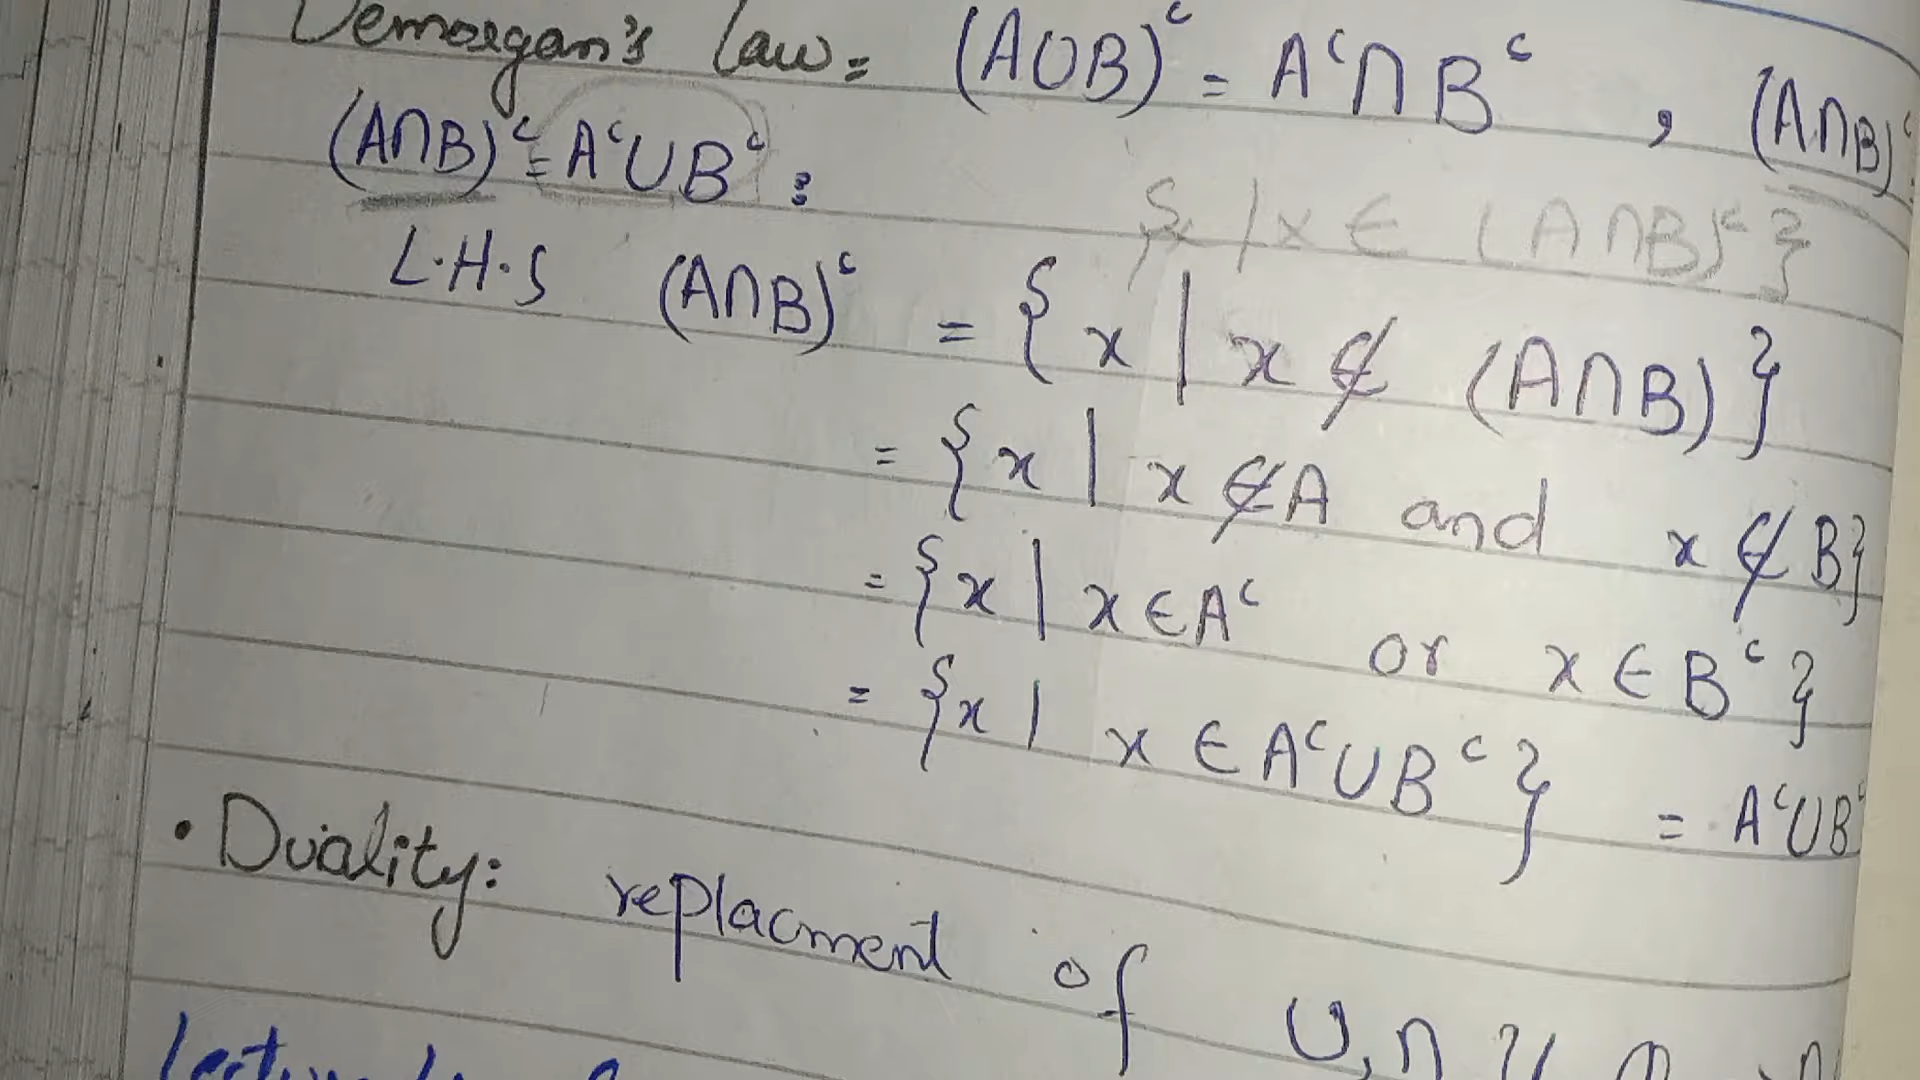 Demorgan's law = (A∪B)ᶜ = Aᶜ∩Bᶜ , (A∩B)ᶜ
(A∩B)ᶜ = Aᶜ∪Bᶜ :
{x / x ∈ (A∩B)ᶜ}
L.H.S (A∩B)ᶜ = {x | x ∉ (A∩B)}
= {x | x ∉ A and x ∉ B}
= {x | x ∈ Aᶜ or x ∈ Bᶜ}
= {x | x ∈ Aᶜ∪Bᶜ} = Aᶜ∪Bᶜ
• Duality: replacment of ∪,∩